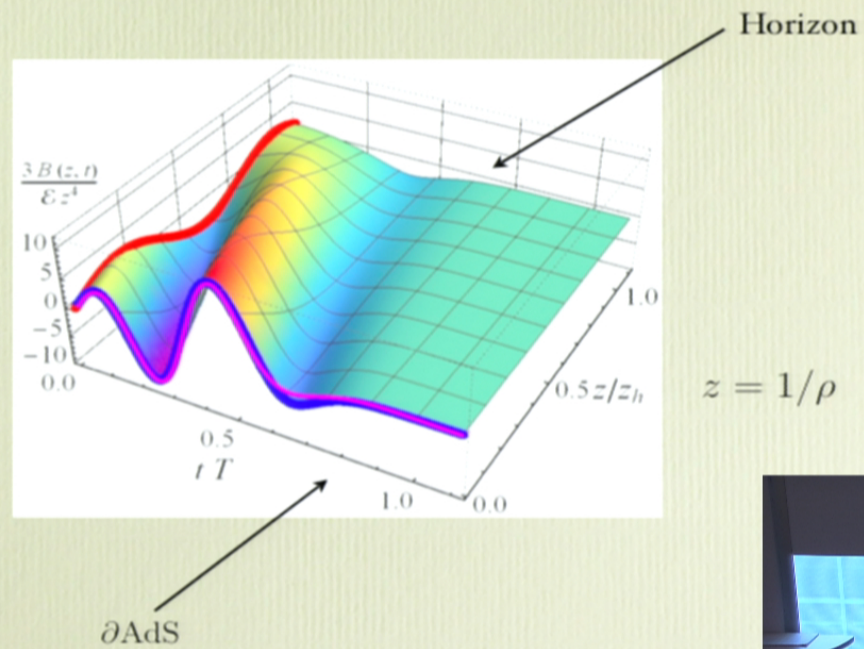 Horizon
3 B (z, t)
ℰ z⁴
10
5
0
−5
−10
0.0
0.5
t T
1.0
0.0
0.5 z/zₕ
1.0
z = 1/ρ
∂AdS